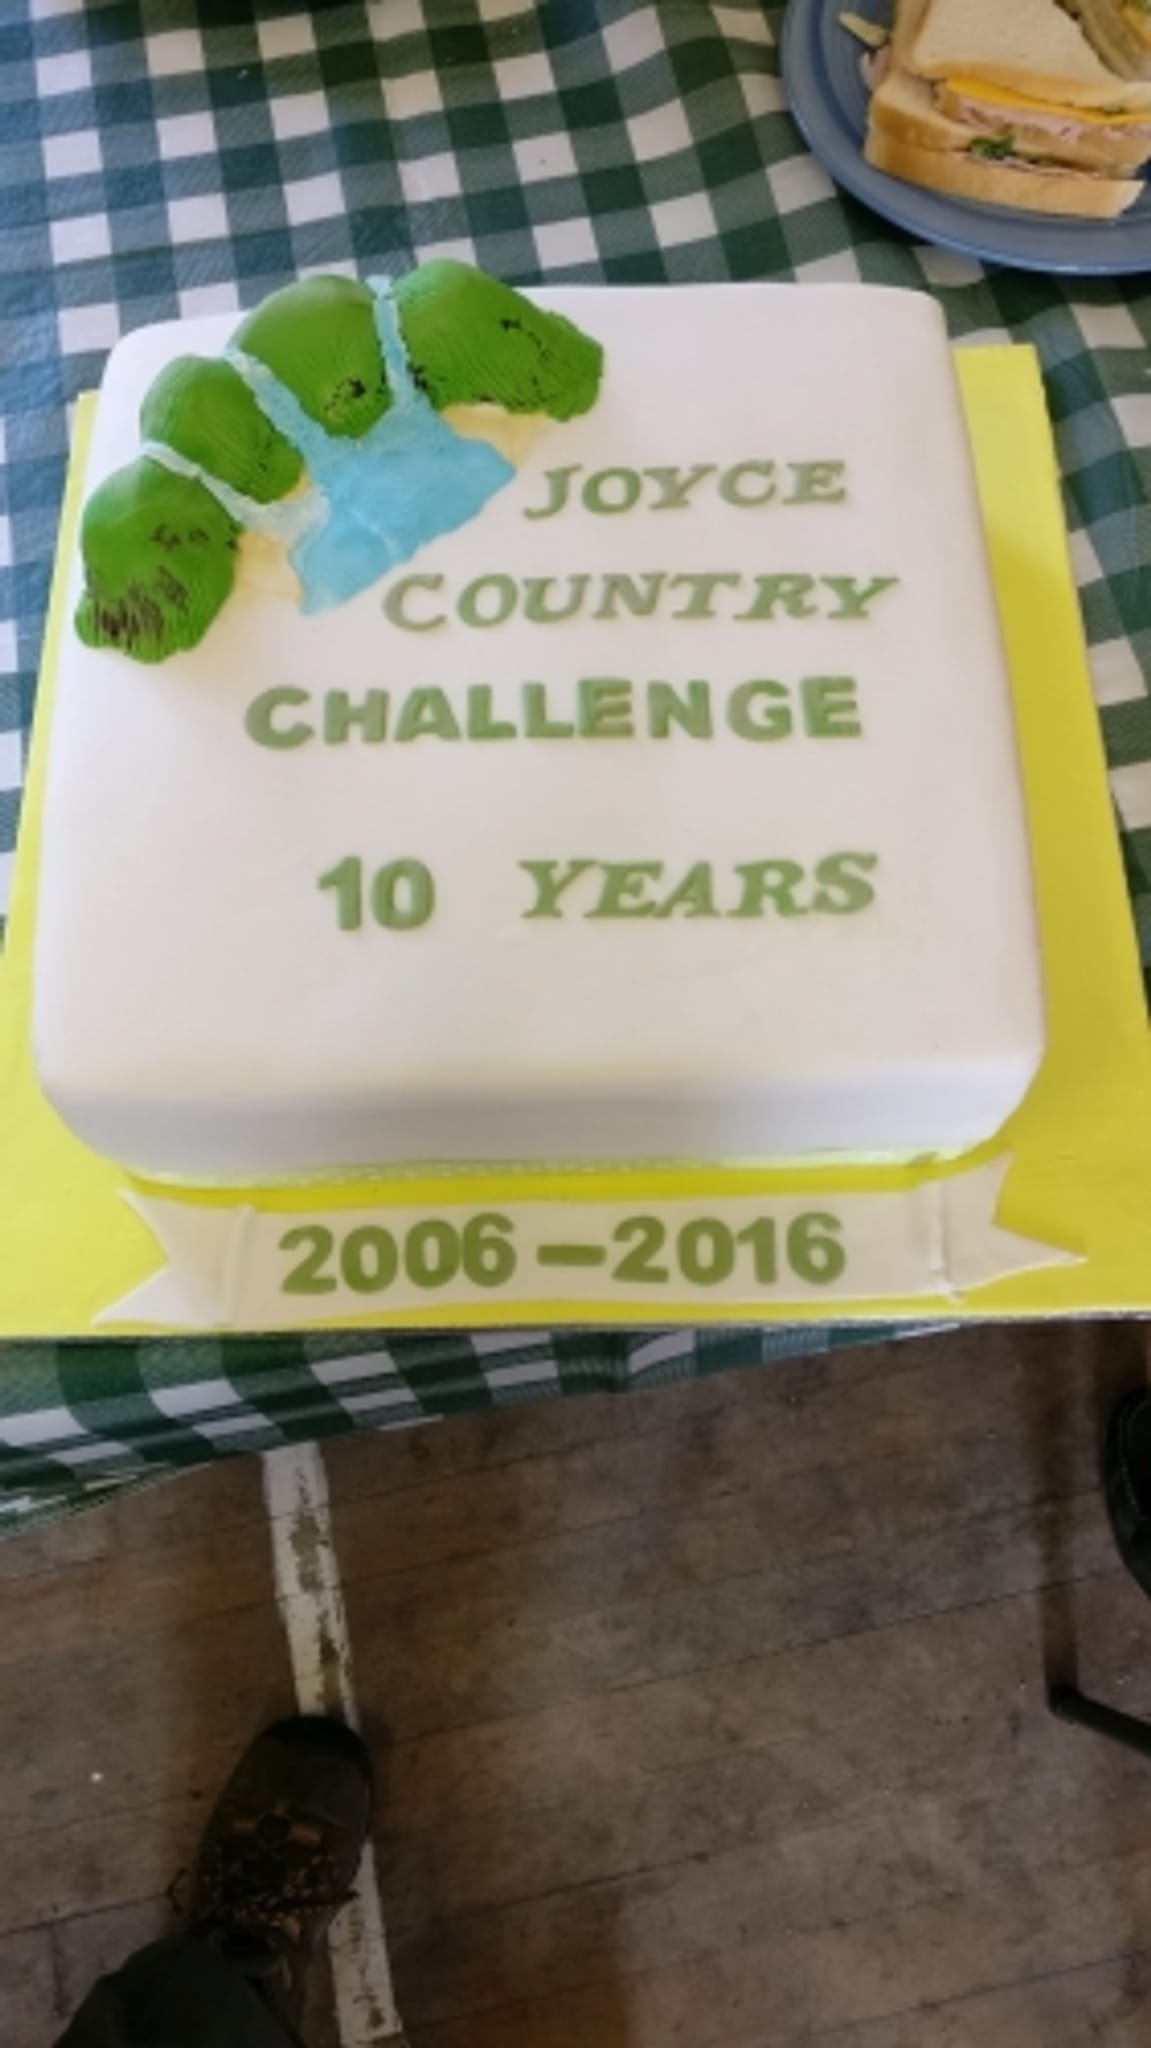 JOYCE
COUNTRY
CHALLENGE
10 YEARS
2006-2016